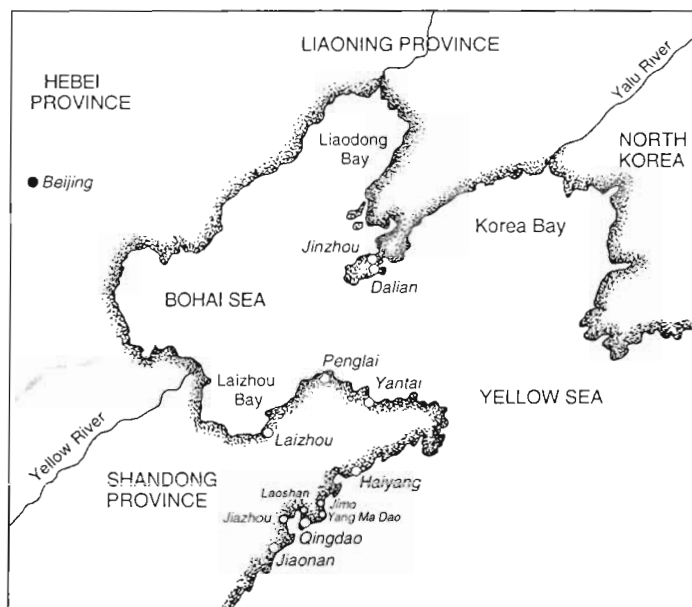 LIAONING PROVINCE
HEBEI
PROVINCE
Yalu River
Liaodong
Bay
NORTH
KOREA
Beijing
Korea Bay
Jinzhou
Dalian
BOHAI SEA
Penglai
Laizhou
Bay
Yantai
YELLOW SEA
Laizhou
Yellow River
SHANDONG
PROVINCE
Haiyang
Laoshan
Jimo
Jiazhou
Yang Ma Dao
Qingdao
Jiaonan